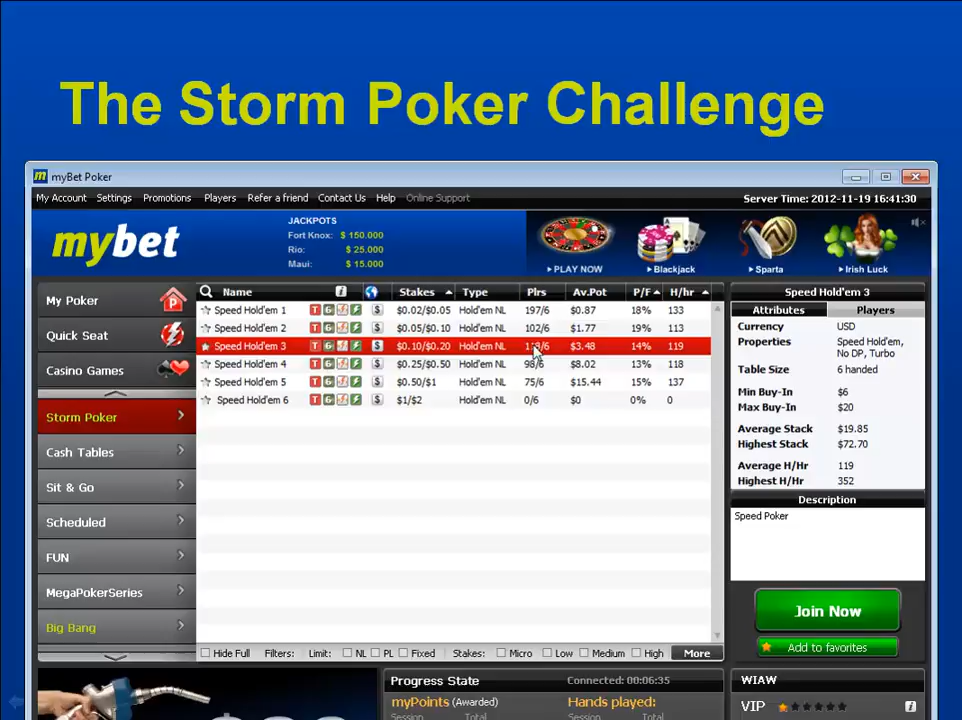 The Storm Poker Challenge
m myBet Poker
My Account Settings Promotions Players Refer a friend Contact Us Help Online Support Server Time: 2012-11-19 16:41:30
mybet
JACKPOTS
Fort Knox: $ 150.000
Rio: $ 25.000
Maui: $ 15.000
PLAY NOW Blackjack Sparta Irish Luck
My Poker
Quick Seat
Casino Games
Storm Poker
Cash Tables
Sit & Go
Scheduled
FUN
MegaPokerSeries
Big Bang
Name Stakes Type Plrs Av.Pot P/F H/hr
Speed Hold'em 1 T 6 $ $0.02/$0.05 Hold'em NL 197/6 $0.87 18% 133
Speed Hold'em 2 T 6 $ $0.05/$0.10 Hold'em NL 102/6 $1.77 19% 113
Speed Hold'em 3 T 6 $ $0.10/$0.20 Hold'em NL $3.48 14% 119
Speed Hold'em 4 T 6 $ $0.25/$0.50 Hold'em NL 98/6 $8.02 13% 118
Speed Hold'em 5 T 6 $ $0.50/$1 Hold'em NL 75/6 $15.44 15% 137
Speed Hold'em 6 T 6 $ $1/$2 Hold'em NL 0/6 $0 0% 0
Hide Full Filters: Limit: NL PL Fixed Stakes: Micro Low Medium High More
Speed Hold'em 3
Attributes Players
Currency USD
Properties Speed Hold'em,
No DP, Turbo
Table Size 6 handed
Min Buy-In $6
Max Buy-In $20
Average Stack $19.85
Highest Stack $72.70
Average H/Hr 119
Highest H/Hr 352
Description
Speed Poker
Join Now
Add to favorites
Progress State Connected: 00:06:35
myPoints (Awarded) Hands played:
Session Total Session Total
WIAW
VIP